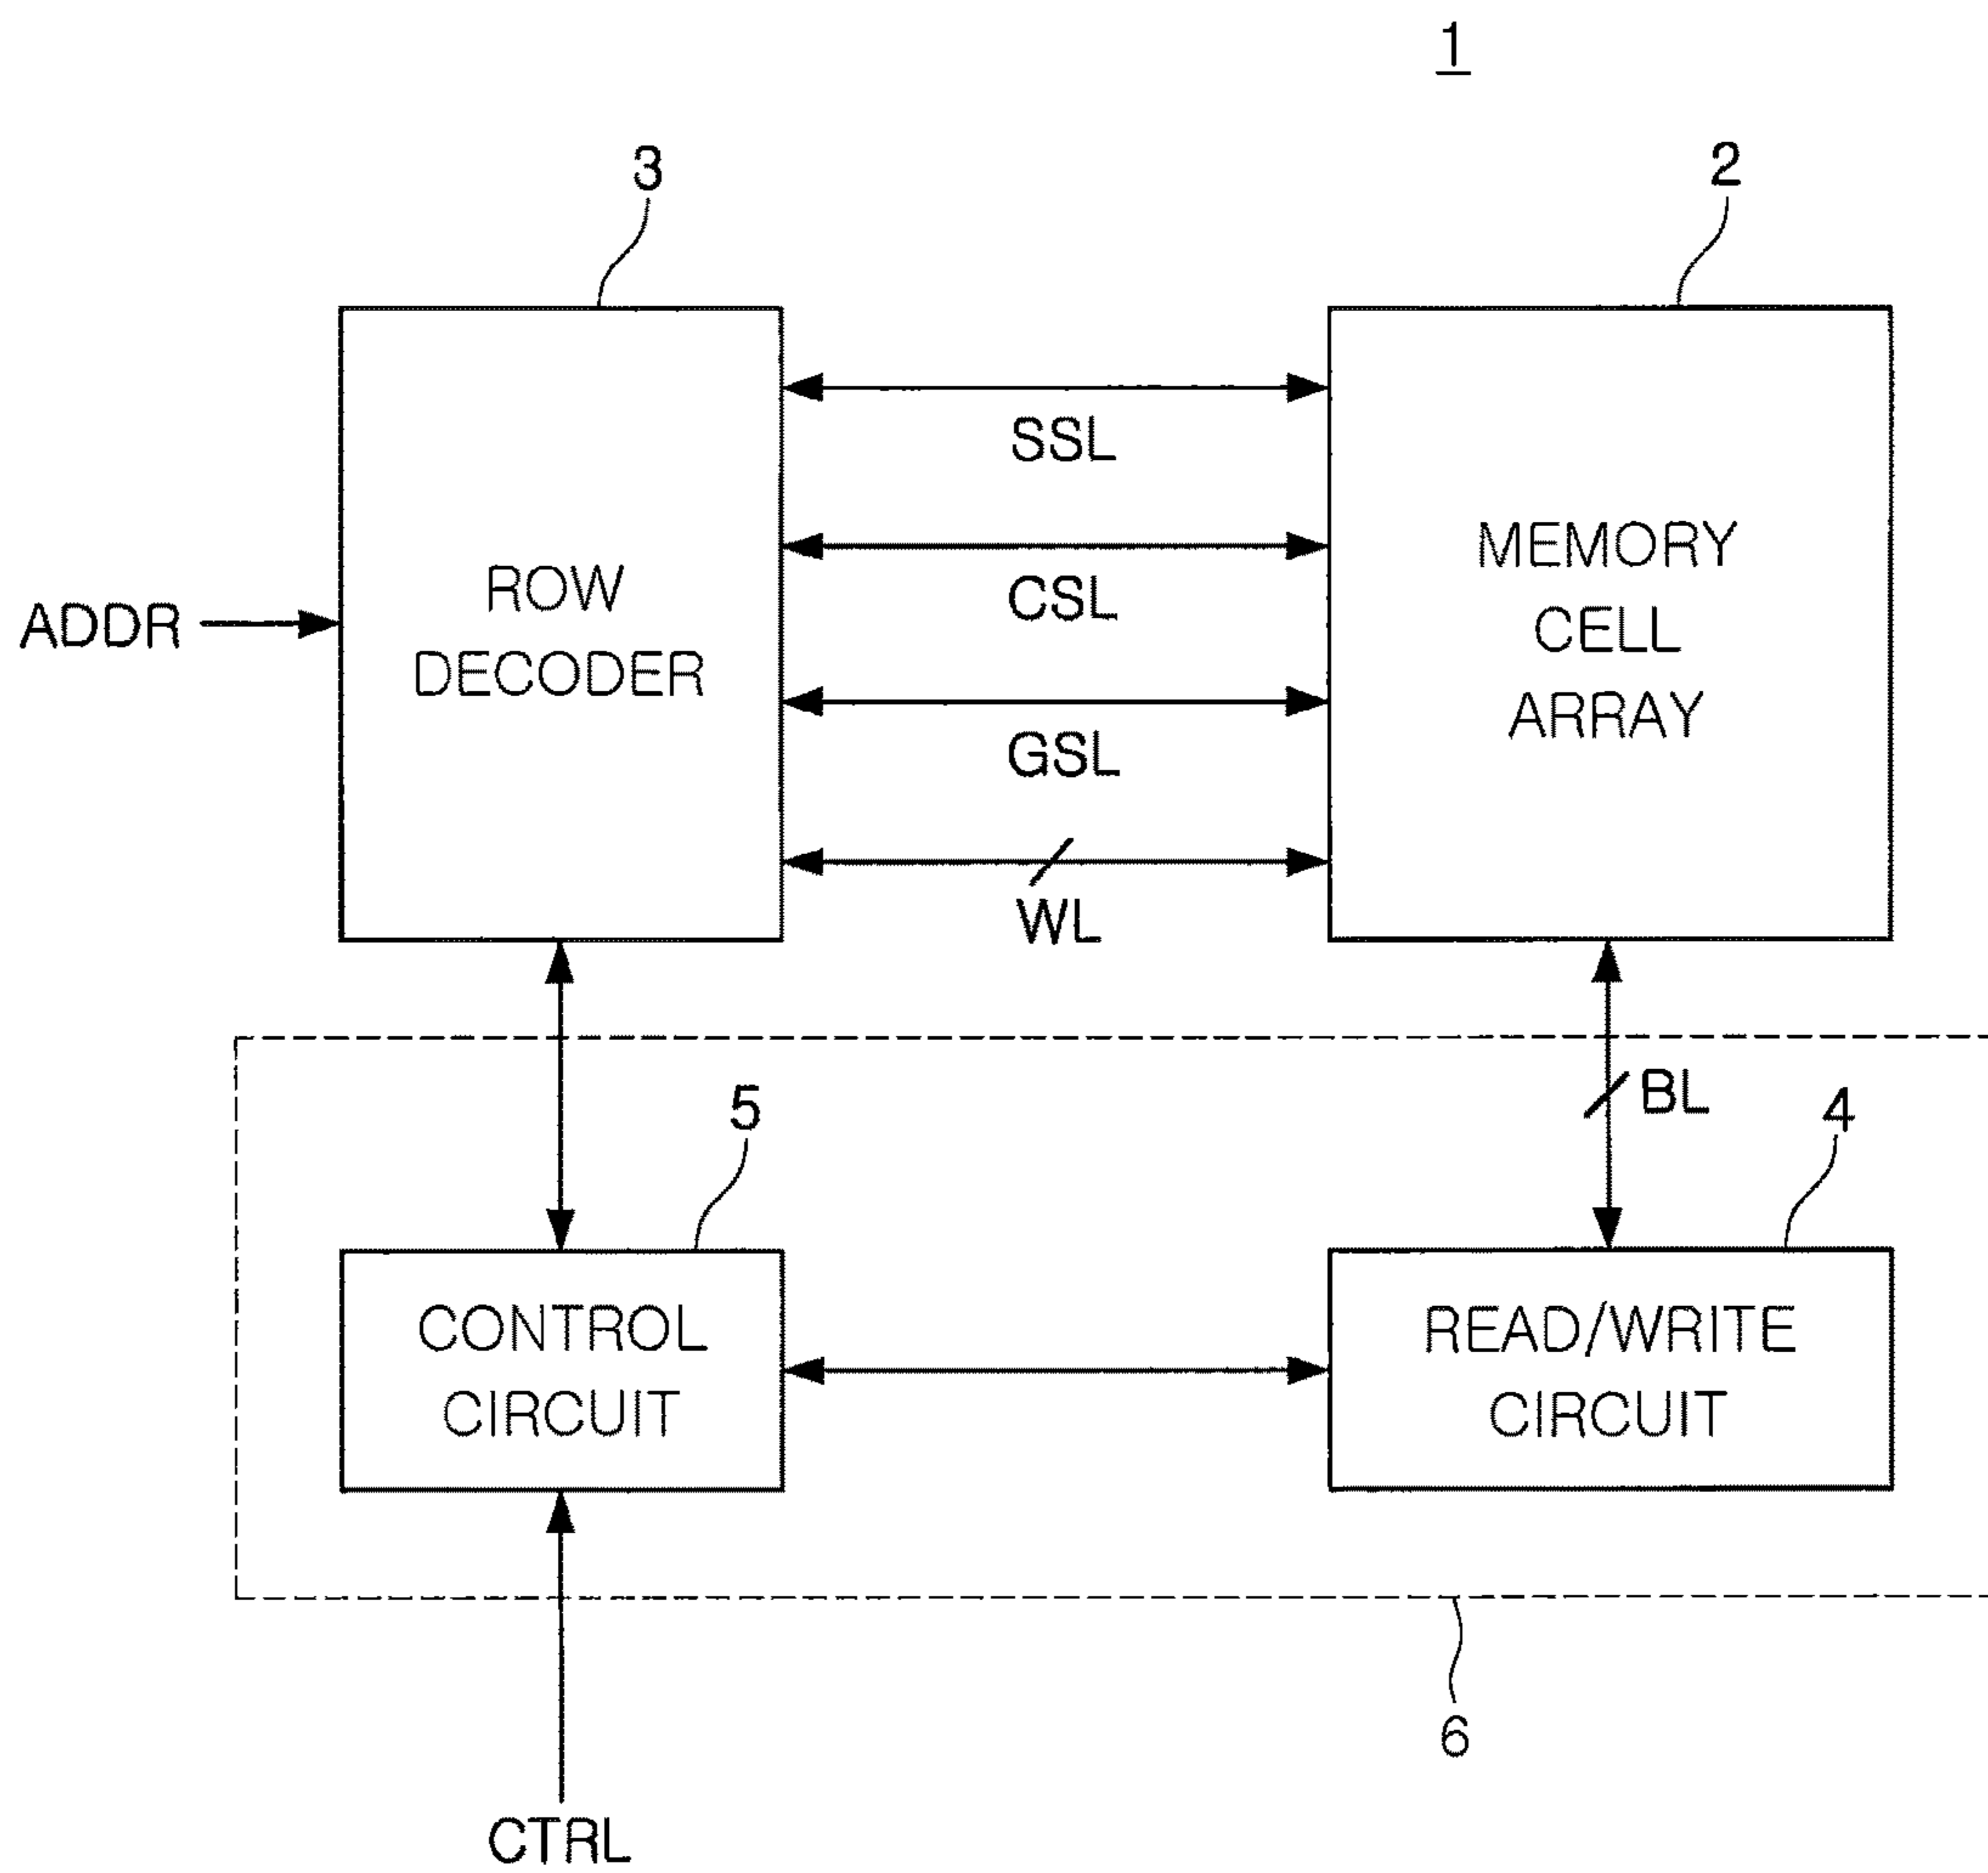 1
3
2
SSL
CSL
GSL
WL
ADDR
ROW
DECODER
MEMORY
CELL
ARRAY
BL
5
4
CONTROL
CIRCUIT
READ/WRITE
CIRCUIT
6
CTRL